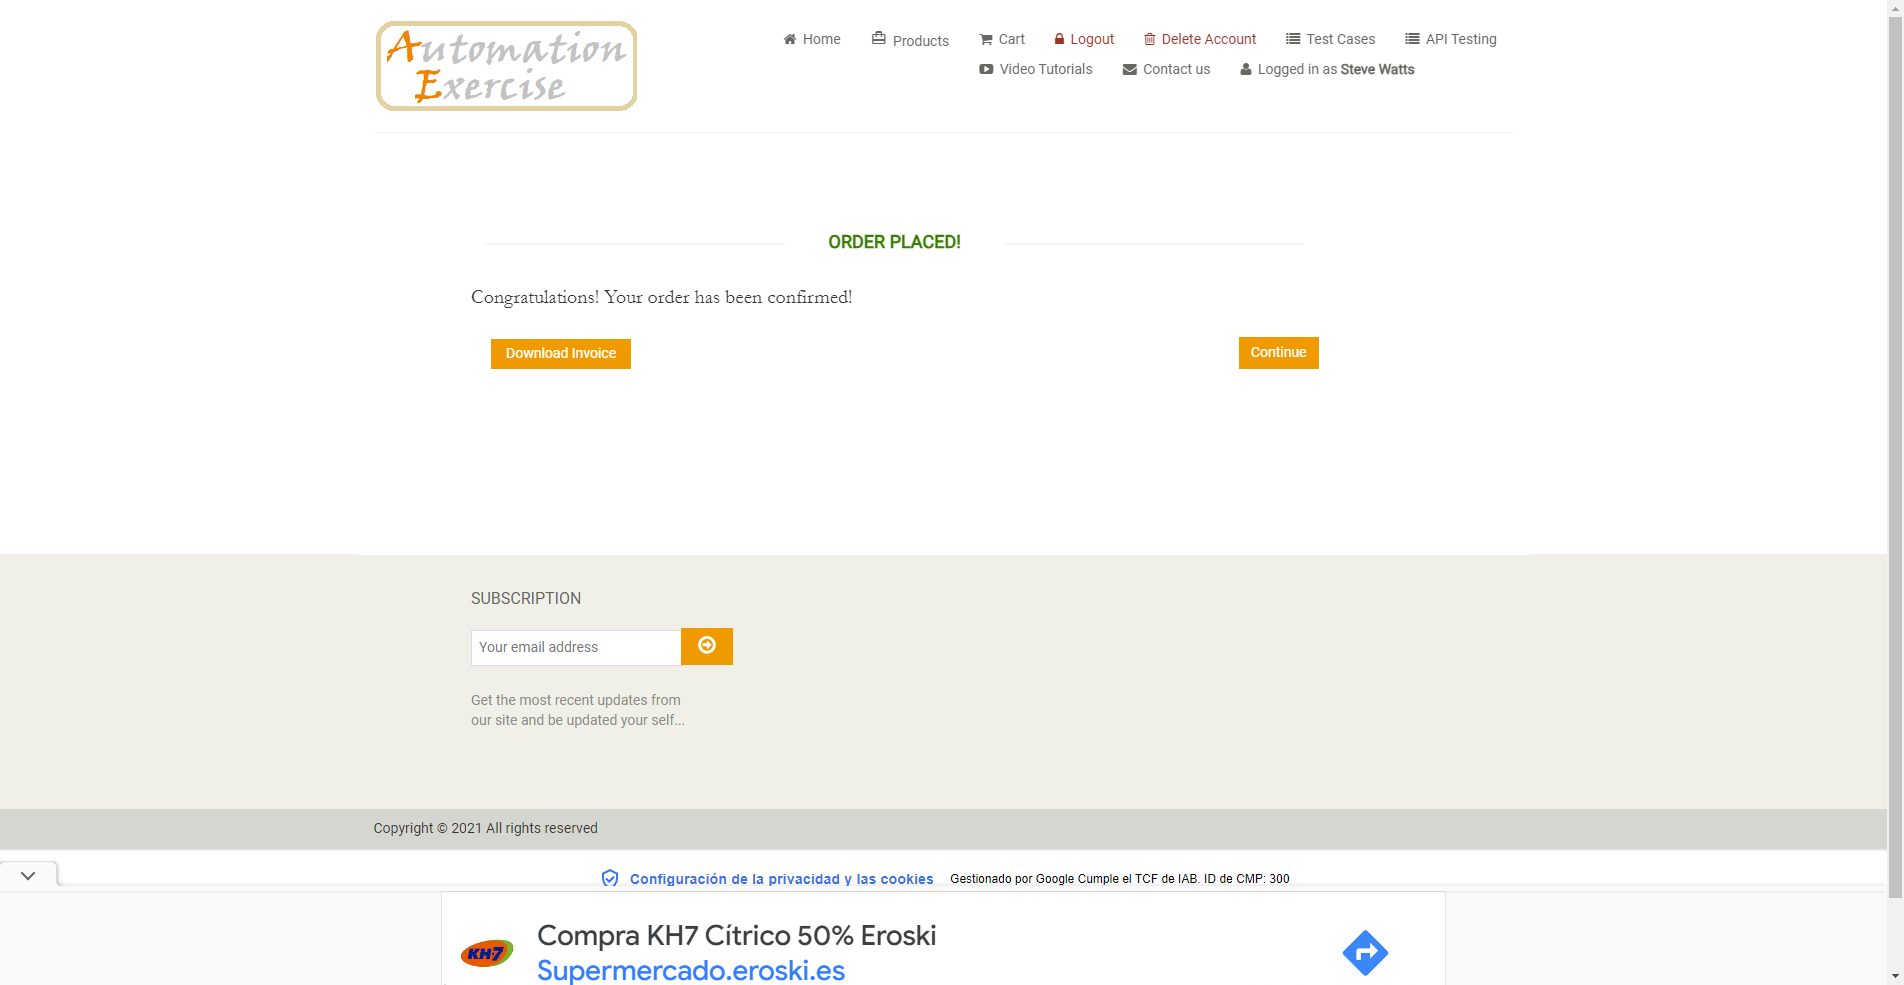 Automation
Exercise
Home
Products
Cart
Logout
Delete Account
Test Cases
API Testing
Video Tutorials
Contact us
Logged in as Steve Watts
ORDER PLACED!
Congratulations! Your order has been confirmed!
Download Invoice
Continue
SUBSCRIPTION
Your email address
Get the most recent updates from
our site and be updated your self...
Copyright © 2021 All rights reserved
Configuración de la privacidad y las cookies
Gestionado por Google Cumple el TCF de IAB. ID de CMP: 300
KH-7
Compra KH7 Cítrico 50% Eroski
Supermercado.eroski.es